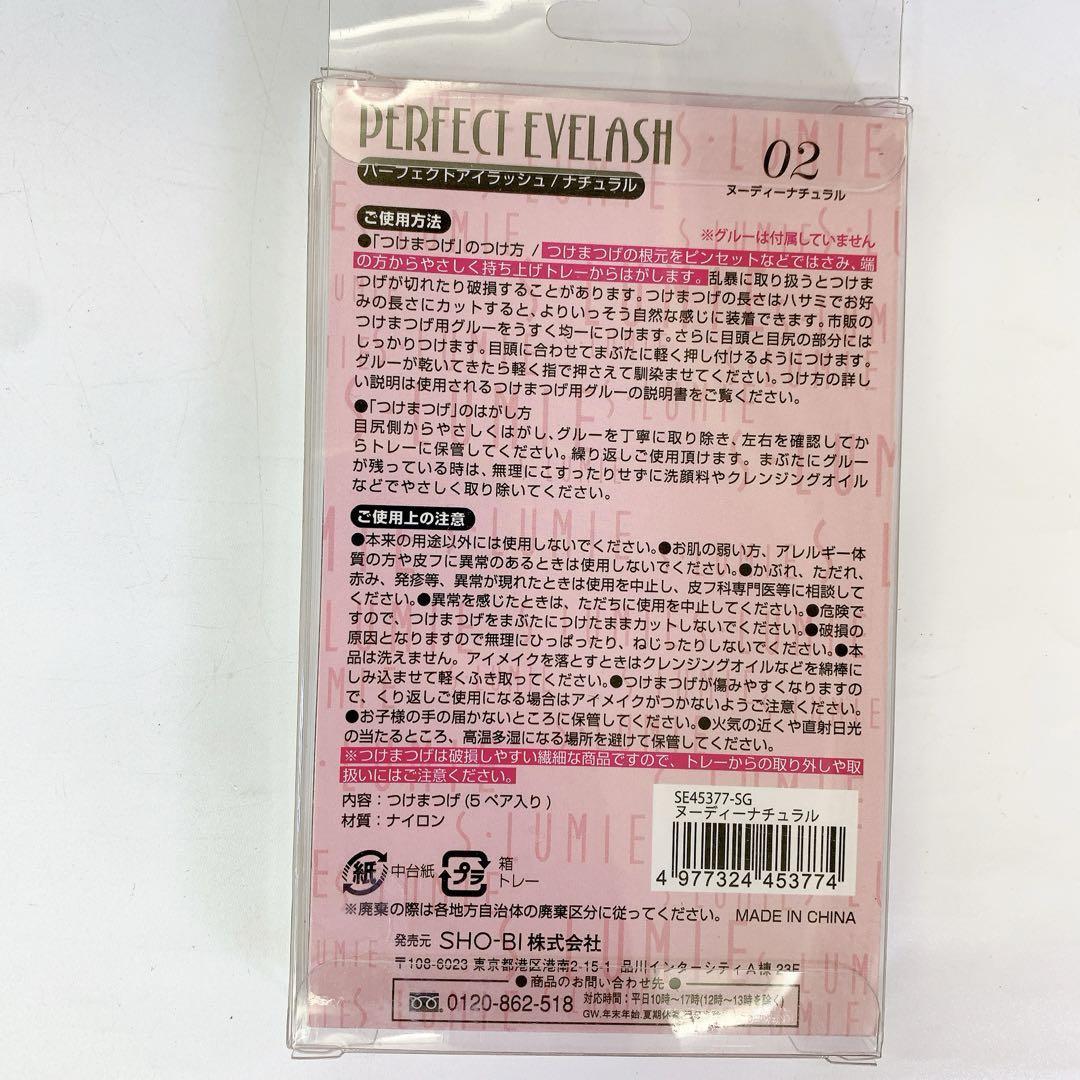 PERFECT EYELASH
02
パーフェクトアイラッシュ/ナチュラル
ヌーディーナチュラル
ご使用方法
※グルーは付属していません
●「つけまつげ」のつけ方 / つけまつげの根元をピンセットなどではさみ、端
の方からやさしく持ち上げトレーからはがします。乱暴に取り扱うとつけま
つげが切れたり破損することがあります。つけまつげの長さはハサミでお好
みの長さにカットすると、よりいっそう自然な感じに装着できます。市販の
つけまつげ用グルーをうすく均一につけます。さらに目頭と目尻の部分には
しっかりつけます。目頭に合わせてまぶたに軽く押し付けるようにつけます。
グルーが乾いてきたら軽く指で押さえて馴染ませてください。つけ方の詳し
い説明は使用されるつけまつげ用グルーの説明書をご覧ください。
●「つけまつげ」のはがし方
目尻側からやさしくはがし、グルーを丁寧に取り除き、左右を確認してか
らトレーに保管してください。繰り返しご使用頂けます。まぶたにグルー
が残っている時は、無理にこすったりせずに洗顔料やクレンジングオイル
などでやさしく取り除いてください。
ご使用上の注意
●本来の用途以外には使用しないでください。●お肌の弱い方、アレルギー体
質の方や皮フに異常のあるときは使用しないでください。●かぶれ、ただれ、
赤み、発疹等、異常が現れたときは使用を中止し、皮フ科専門医等に相談して
ください。●異常を感じたときは、ただちに使用を中止してください。●危険で
すので、つけまつげをまぶたにつけたままカットしないでください。●破損の
原因となりますので無理にひっぱったり、ねじったりしないでください。●本
品は洗えません。アイメイクを落とすときはクレンジングオイルなどを綿棒に
しみ込ませて軽くふき取ってください。●つけまつげが傷みやすくなりますの
で、くり返しご使用になる場合はアイメイクがつかないようご注意ください。
●お子様の手の届かないところに保管してください。●火気の近くや直射日光
の当たるところ、高温多湿になる場所を避けて保管してください。
※つけまつげは破損しやすい繊細な商品ですので、トレーからの取り外しや取
扱いにはご注意ください。
内容：つけまつげ (5ペア入り)
材質：ナイロン
SE45377-SG
ヌーディーナチュラル
4 977324 453774
紙 中台紙 プラ 箱
トレー
※廃棄の際は各地方自治体の廃棄区分に従ってください。 MADE IN CHINA
発売元 SHO-BI株式会社
〒108-6023 東京都港区港南2-15-1 品川インターシティA棟 23F
●商品のお問い合わせ先●
0120-862-518 対応時間：平日10時〜17時(12時〜13時を除く)
GW.年末年始.夏期休
S・LUMIE